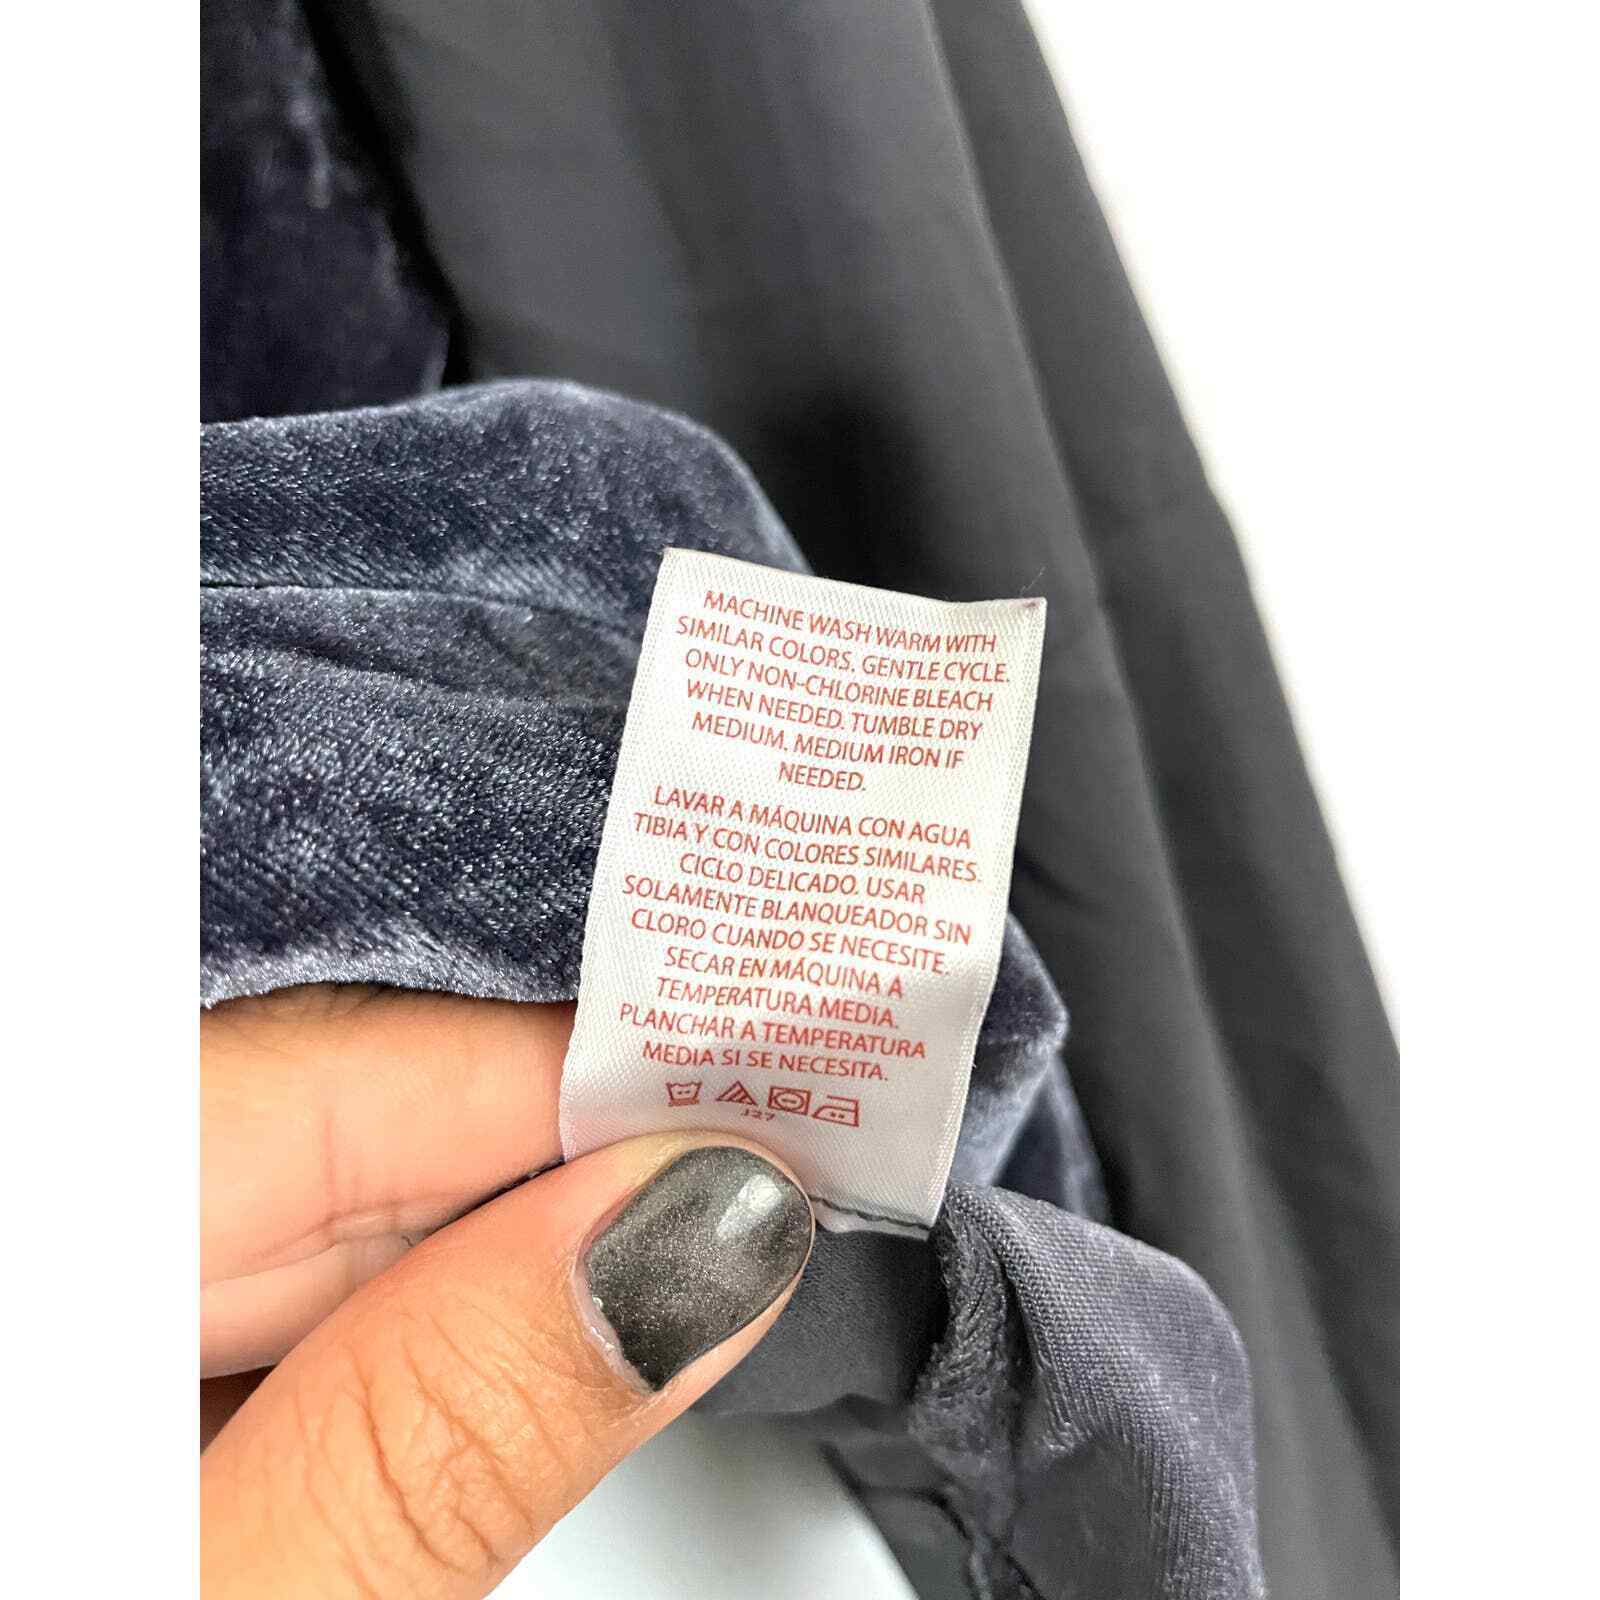 MACHINE WASH WARM WITH
SIMILAR COLORS. GENTLE CYCLE.
ONLY NON-CHLORINE BLEACH
WHEN NEEDED. TUMBLE DRY
MEDIUM. MEDIUM IRON IF
NEEDED.
LAVAR A MÁQUINA CON AGUA
TIBIA Y CON COLORES SIMILARES.
CICLO DELICADO. USAR
SOLAMENTE BLANQUEADOR SIN
CLORO CUANDO SE NECESITE.
SECAR EN MÁQUINA A
TEMPERATURA MEDIA.
PLANCHAR A TEMPERATURA
MEDIA SI SE NECESITA.
J27